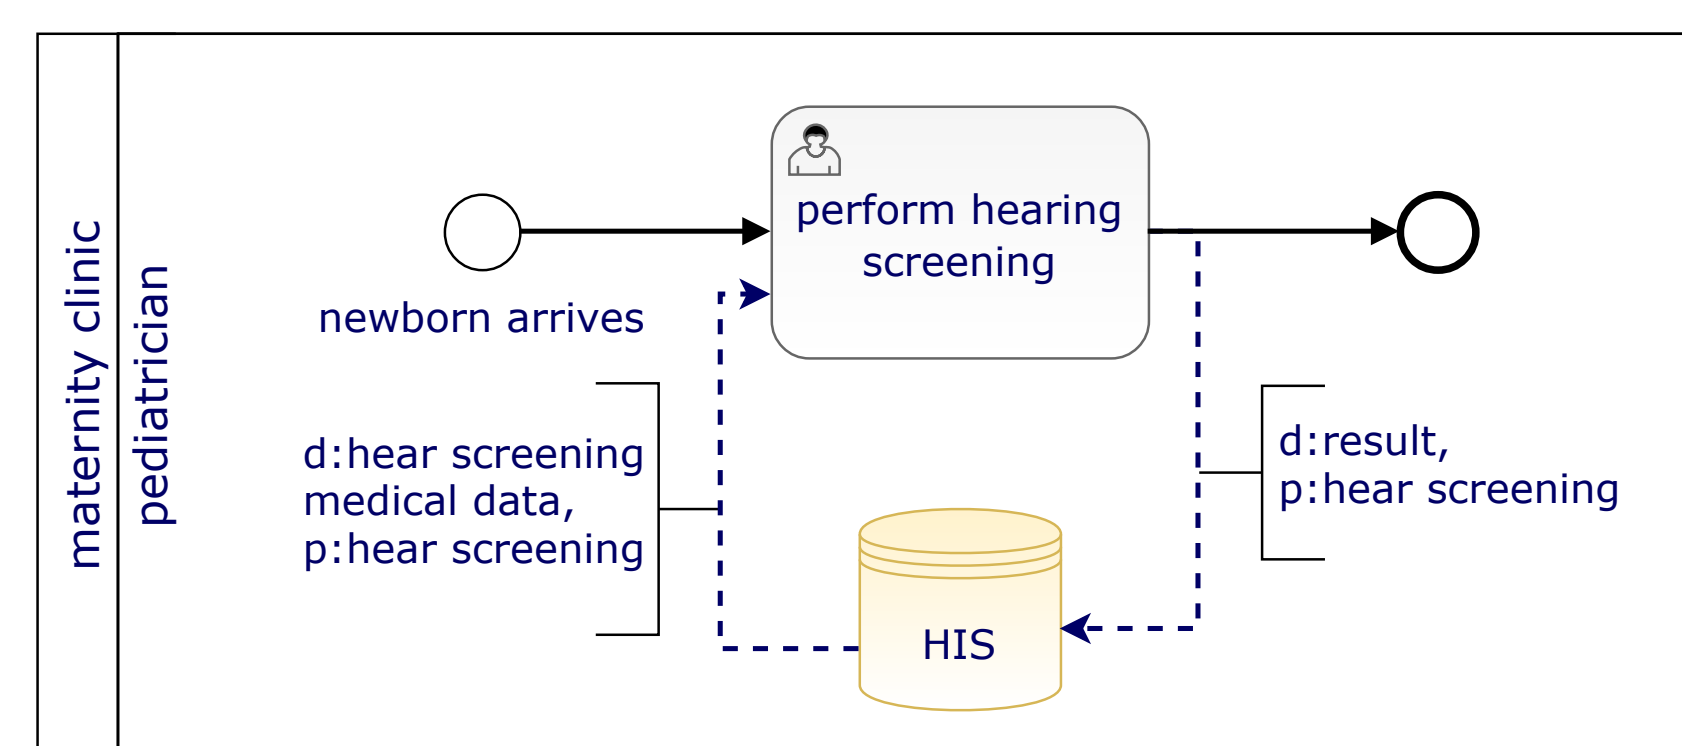 maternity clinic
pediatrician
perform hearing
screening
newborn arrives
d:hear screening
medical data,
p:hear screening
d:result,
p:hear screening
HIS